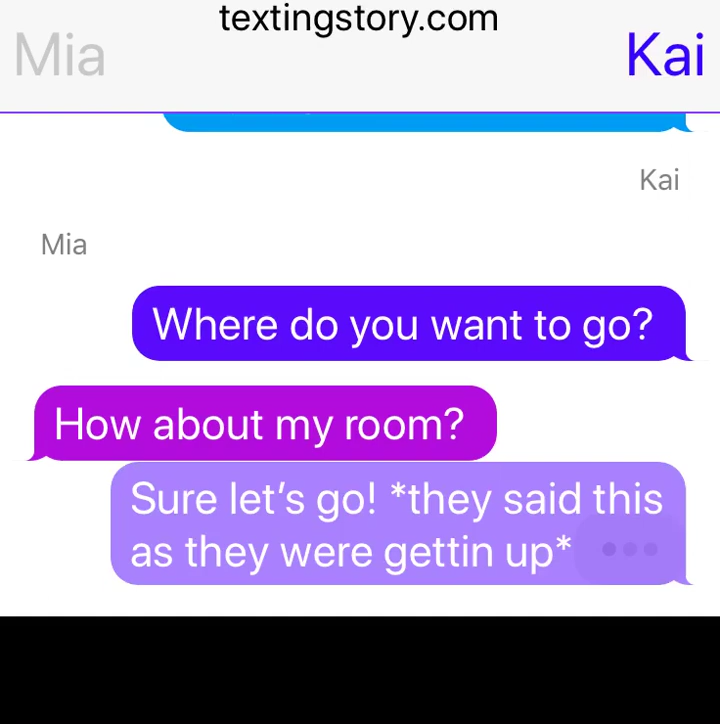 textingstory.com
Mia
Kai
Kai
Mia
Where do you want to go?
How about my room?
Sure let’s go! *they said this
as they were gettin up*